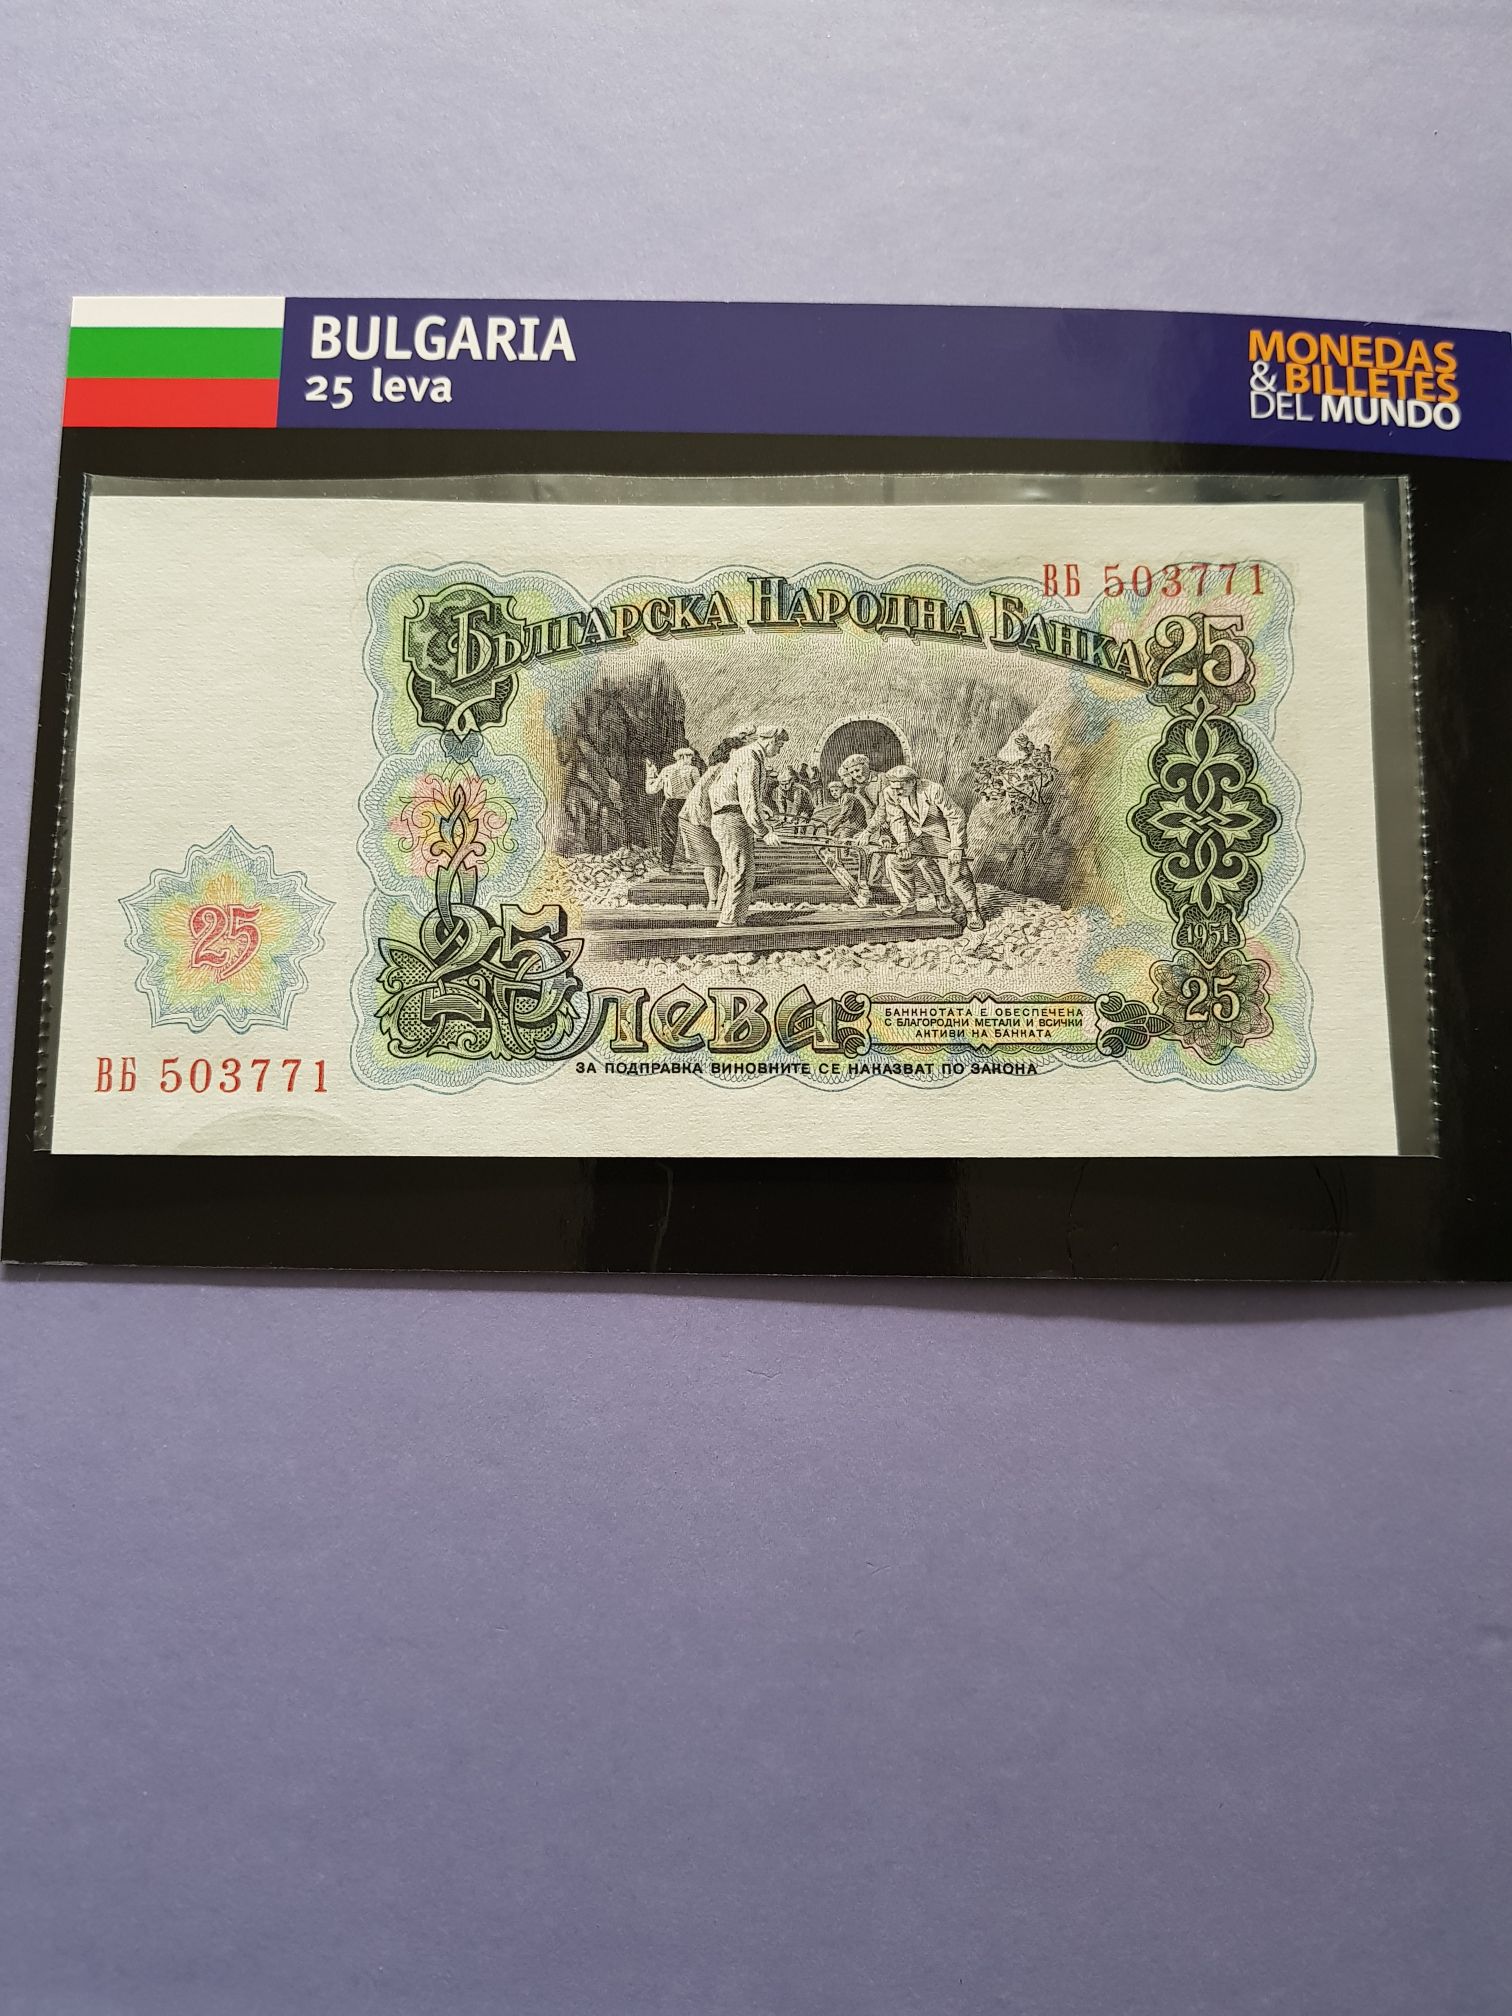 BULGARIA
25 leva
MONEDAS
& BILLETES
DEL MUNDO
ВБ 503771
БЪЛГАРСКА НАРОДНА БАНКА
25
25
1951
25
25 ЛЕВА
БАНКНОТАТА Е ОБЕСПЕЧЕНА
С БЛАГОРОДНИ МЕТАЛИ И ВСИЧКИ
АКТИВИ НА БАНКАТА
ВБ 503771
ЗА ПОДПРАВКА ВИНОВНИТЕ СЕ НАКАЗВАТ ПО ЗАКОНА